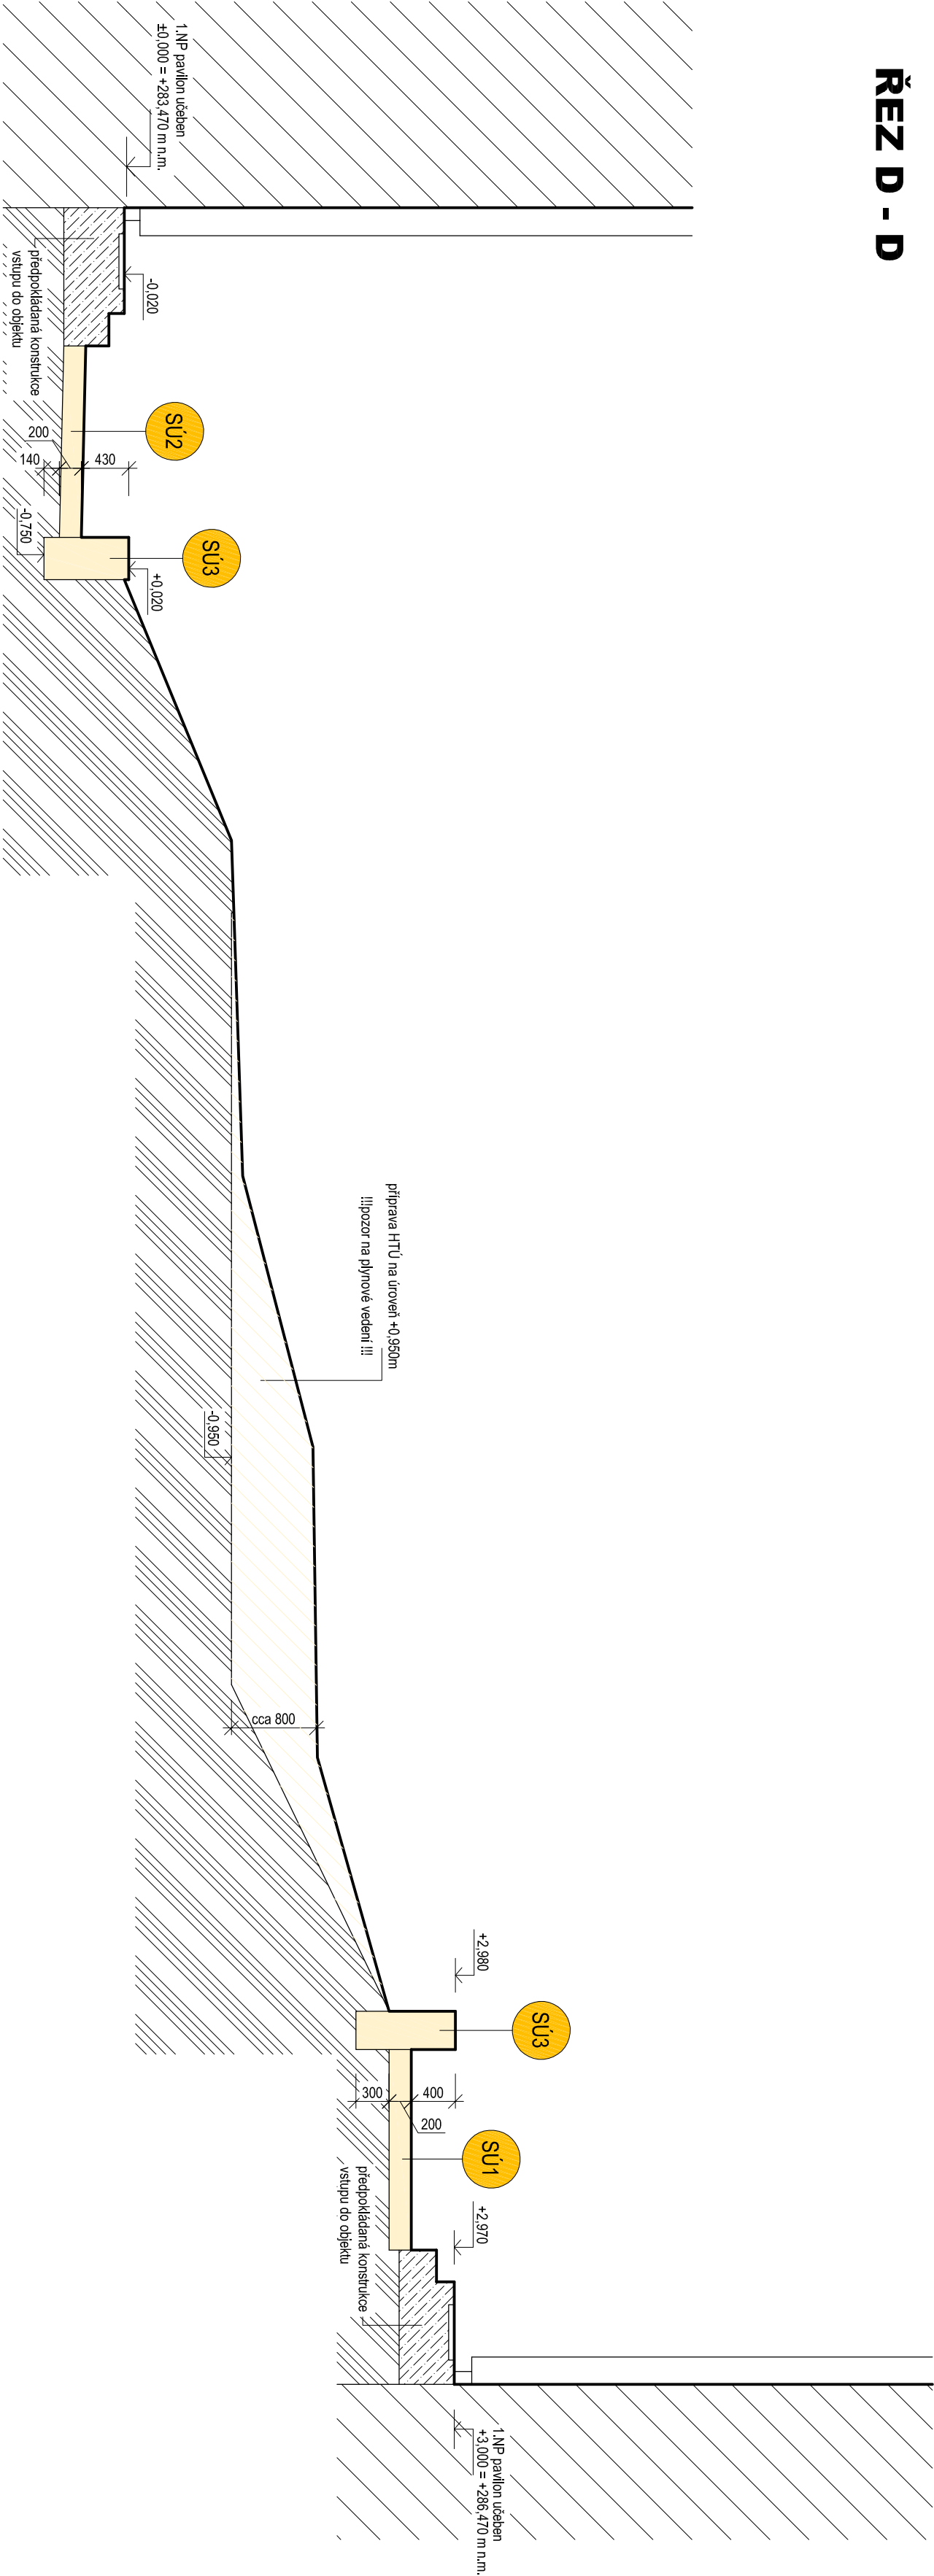 ŘEZ D - D
1.NP pavilon učeben
±0,000 = +283,470 m n.m.
-0,020
předpokládaná konstrukce
vstupu do objektu
SÚ2
200
140
430
-0,750
SÚ3
+0,020
příprava HTÚ na úroveň +0,950m
!!!pozor na plynové vedení !!!
-0,950
cca 800
+2,980
SÚ3
300
400
200
SÚ1
+2,970
předpokládaná konstrukce
vstupu do objektu
1.NP pavilon učeben
+3,000 = +286,470 m n.m.